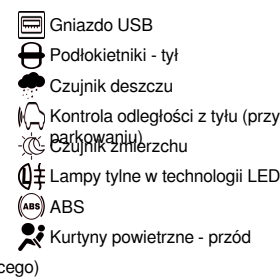 Gniazdo USB
Podłokietniki - tył
Czujnik deszczu
Kontrola odległości z tyłu (przy
parkowaniu)
Czujnik zmierzchu
Lampy tylne w technologii LED
ABS ABS
Kurtyny powietrzne - przód
cego)